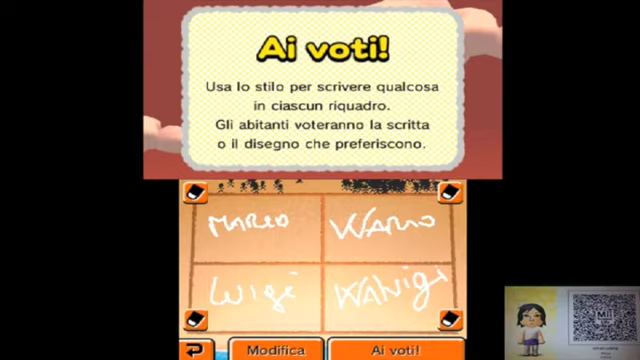 Ai voti!
Usa lo stilo per scrivere qualcosa
in ciascun riquadro.
Gli abitanti voteranno la scritta
o il disegno che preferiscono.
MARIO WARIO
LUIGI WALUIGI
Modifica Ai voti!
Mii